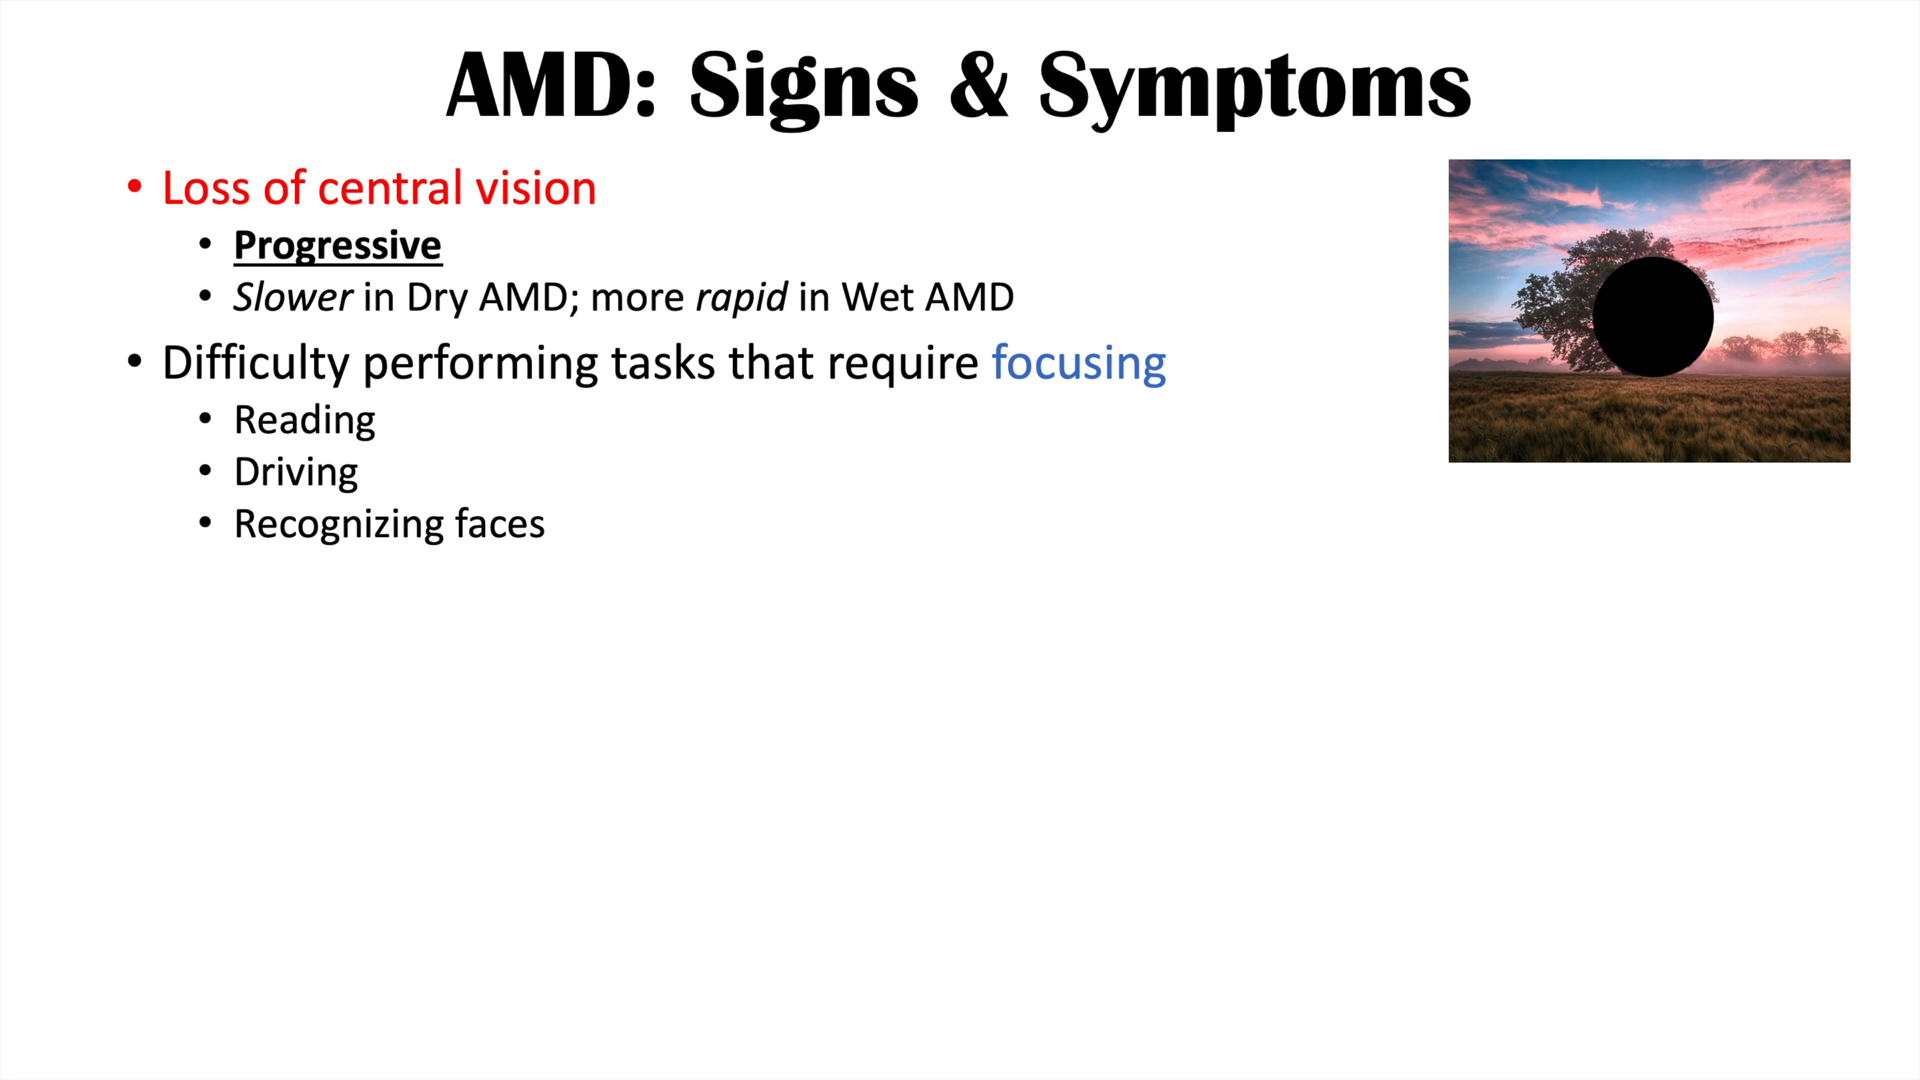 AMD: Signs & Symptoms
• Loss of central vision
• Progressive
• Slower in Dry AMD; more rapid in Wet AMD
• Difficulty performing tasks that require focusing
• Reading
• Driving
• Recognizing faces